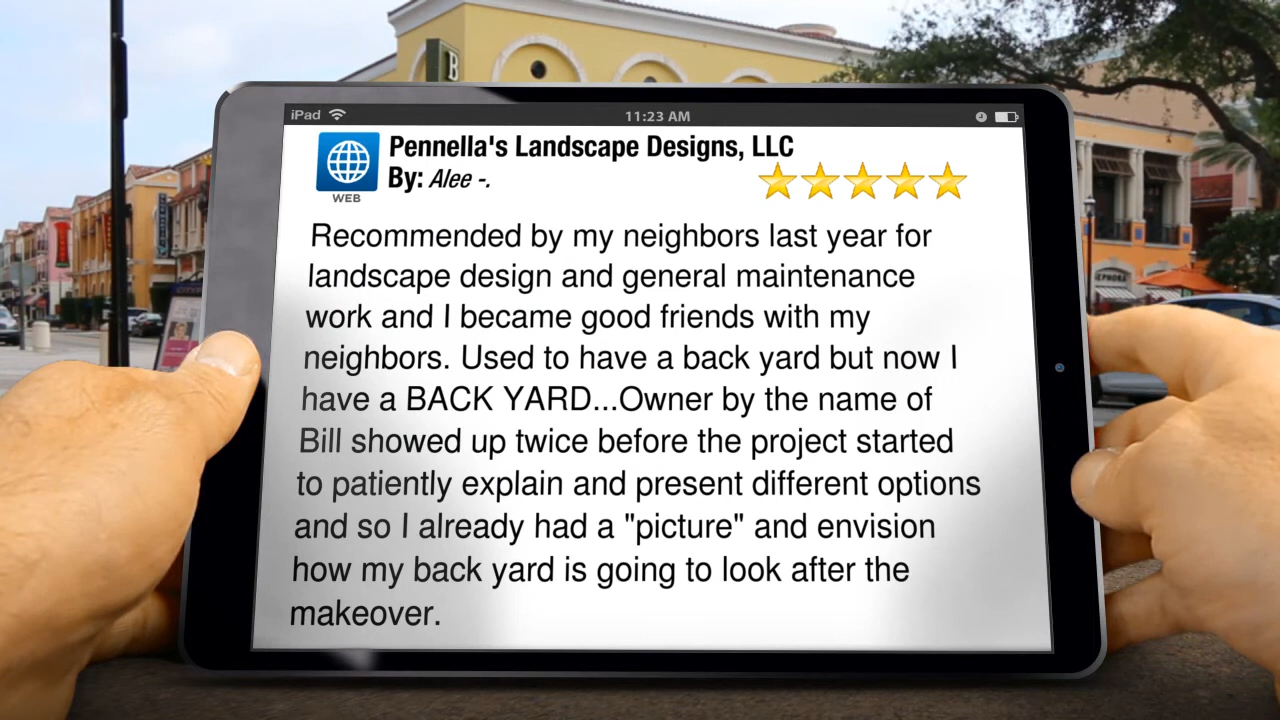 B
iPad
11:23 AM
Pennella's Landscape Designs, LLC
By: Alee -.
WEB
Recommended by my neighbors last year for
landscape design and general maintenance
work and I became good friends with my
neighbors. Used to have a back yard but now I
have a BACK YARD...Owner by the name of
Bill showed up twice before the project started
to patiently explain and present different options
and so I already had a "picture" and envision
how my back yard is going to look after the
makeover.